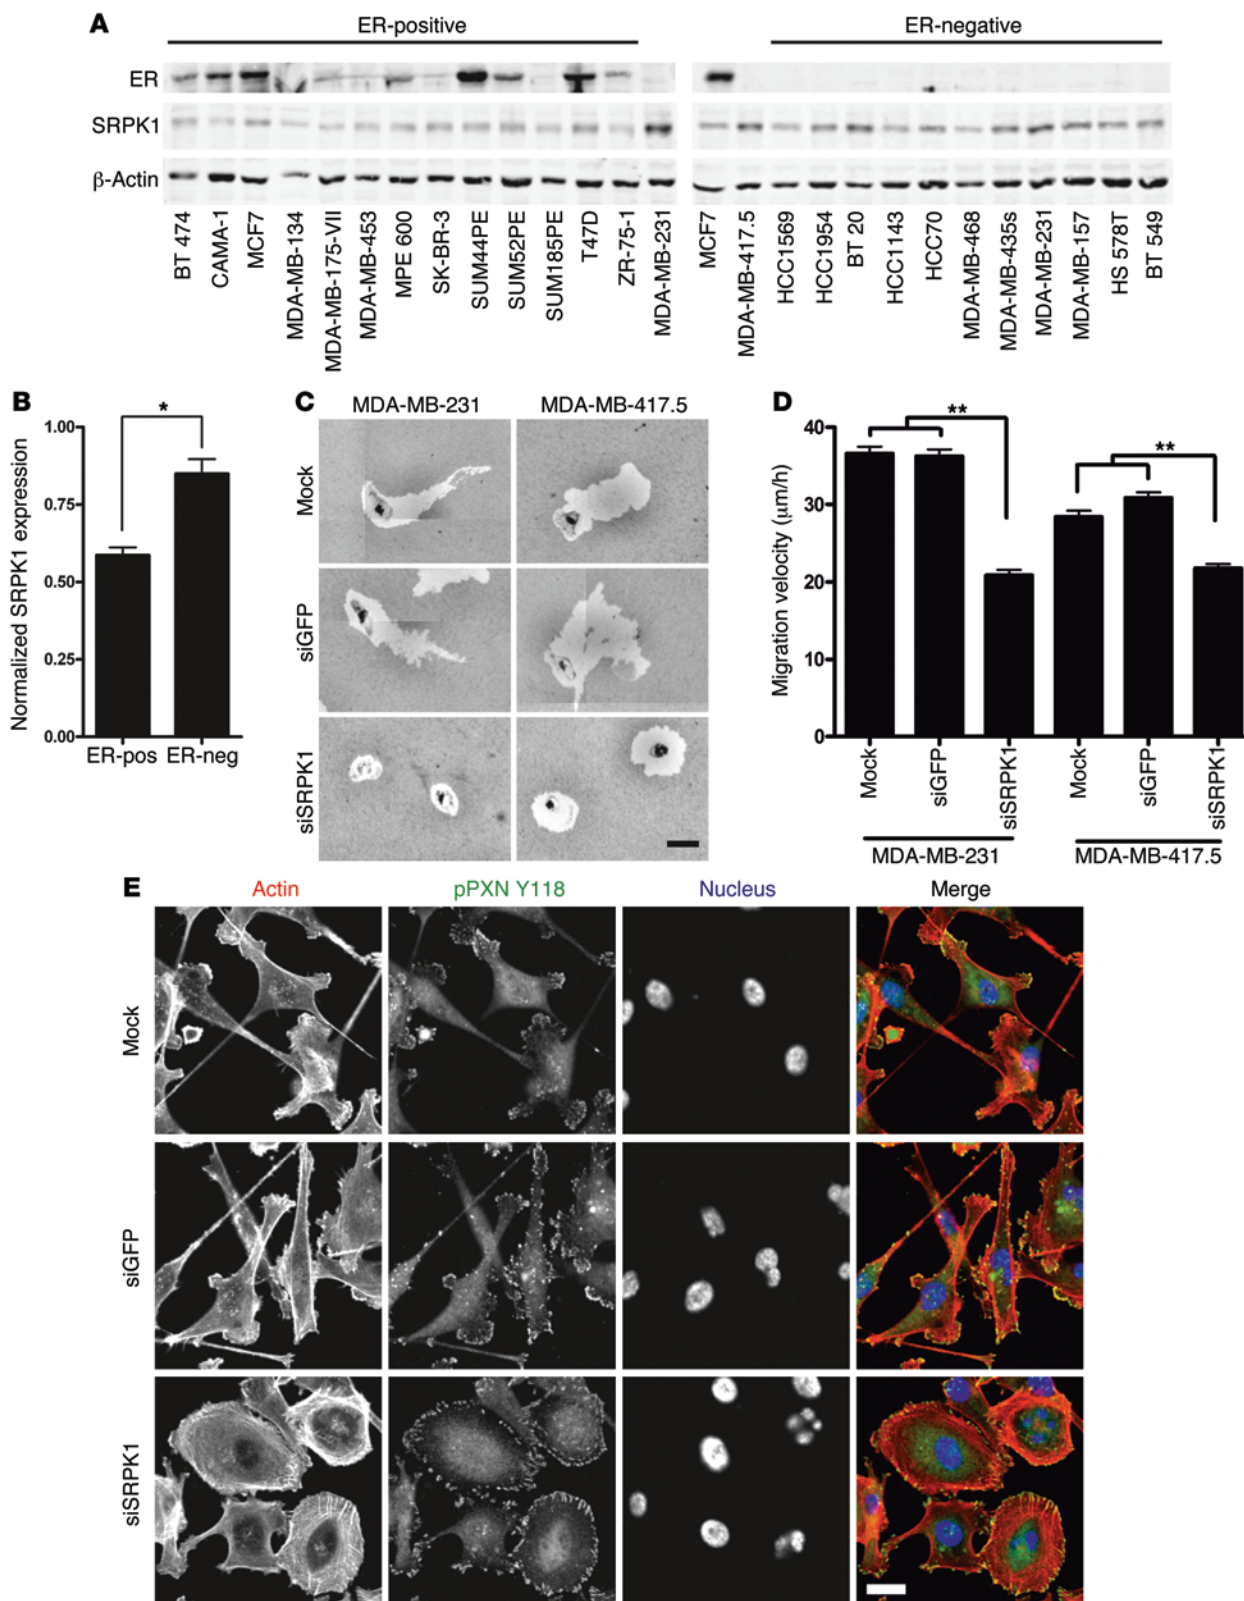 A
ER-positive
ER-negative
ER
SRPK1
β-Actin
BT 474
CAMA-1
MCF7
MDA-MB-134
MDA-MB-175-VII
MDA-MB-453
MPE 600
SK-BR-3
SUM44PE
SUM52PE
SUM185PE
T47D
ZR-75-1
MDA-MB-231
MCF7
MDA-MB-417.5
HCC1569
HCC1954
BT 20
HCC1143
HCC70
MDA-MB-468
MDA-MB-435s
MDA-MB-231
MDA-MB-157
HS 578T
BT 549
B
*
Normalized SRPK1 expression
1.00
0.75
0.50
0.25
0.00
ER-pos ER-neg
C
MDA-MB-231 MDA-MB-417.5
Mock
siGFP
siSRPK1
D
**
**
Migration velocity (μm/h)
40
30
20
10
0
Mock
siGFP
siSRPK1
Mock
siGFP
siSRPK1
MDA-MB-231
MDA-MB-417.5
E
Actin pPXN Y118 Nucleus Merge
Mock
siGFP
siSRPK1